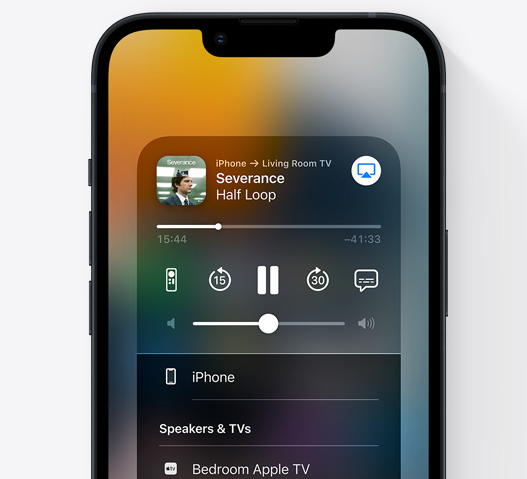 Severance
iPhone → Living Room TV
Severance
Half Loop
15:44
−41:33
15
30
iPhone
Speakers & TVs
tv
Bedroom Apple TV